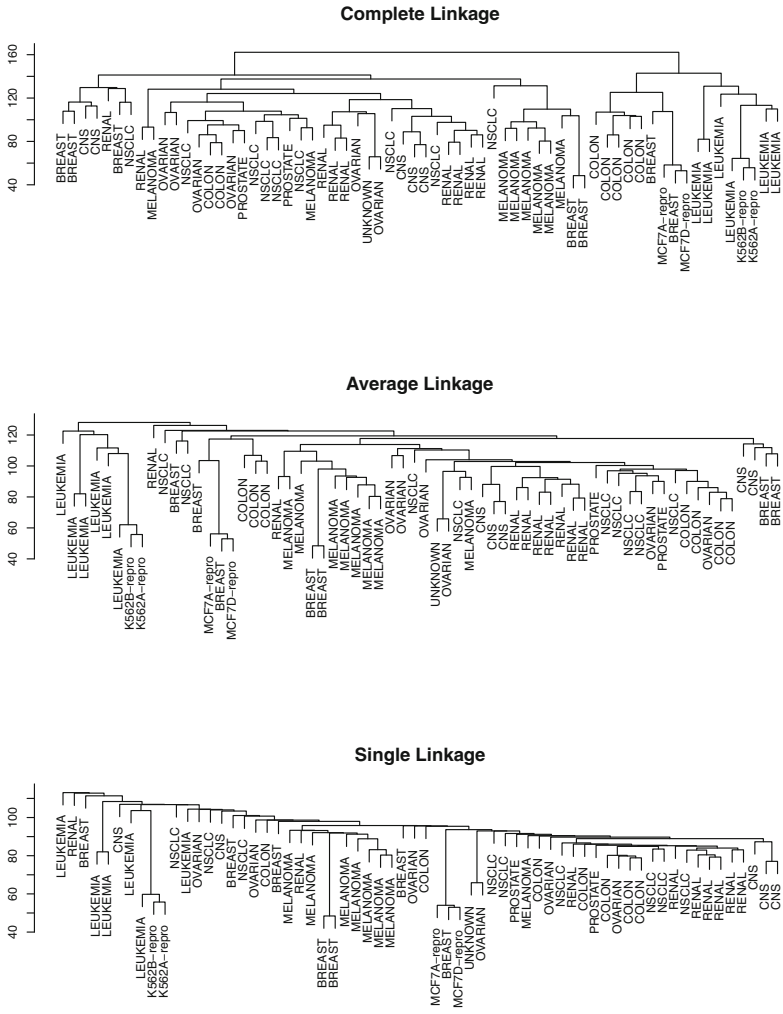 Complete Linkage
160
120
80
40
BREAST
BREAST
CNS
CNS
RENAL
BREAST
NSCLC
RENAL
MELANOMA
OVARIAN
OVARIAN
NSCLC
OVARIAN
COLON
COLON
OVARIAN
PROSTATE
NSCLC
NSCLC
NSCLC
PROSTATE
NSCLC
MELANOMA
RENAL
RENAL
RENAL
OVARIAN
UNKNOWN
OVARIAN
NSCLC
CNS
CNS
CNS
NSCLC
RENAL
RENAL
RENAL
RENAL
NSCLC
MELANOMA
MELANOMA
MELANOMA
MELANOMA
MELANOMA
MELANOMA
BREAST
BREAST
COLON
COLON
COLON
COLON
COLON
BREAST
MCF7A-repro
BREAST
MCF7D-repro
LEUKEMIA
LEUKEMIA
LEUKEMIA
LEUKEMIA
K562B-repro
K562A-repro
LEUKEMIA
LEUKEMIA
Average Linkage
120
100
80
60
40
LEUKEMIA
LEUKEMIA
LEUKEMIA
LEUKEMIA
LEUKEMIA
LEUKEMIA
K562B-repro
K562A-repro
RENAL
NSCLC
BREAST
NSCLC
BREAST
MCF7A-repro
BREAST
MCF7D-repro
COLON
COLON
COLON
RENAL
MELANOMA
MELANOMA
BREAST
BREAST
MELANOMA
MELANOMA
MELANOMA
MELANOMA
MELANOMA
OVARIAN
OVARIAN
NSCLC
OVARIAN
UNKNOWN
OVARIAN
NSCLC
MELANOMA
CNS
CNS
CNS
RENAL
RENAL
RENAL
RENAL
RENAL
RENAL
RENAL
PROSTATE
NSCLC
NSCLC
NSCLC
NSCLC
OVARIAN
PROSTATE
NSCLC
COLON
COLON
OVARIAN
COLON
COLON
CNS
CNS
BREAST
BREAST
Single Linkage
100
80
60
40
LEUKEMIA
RENAL
BREAST
LEUKEMIA
LEUKEMIA
CNS
LEUKEMIA
LEUKEMIA
K562B-repro
K562A-repro
NSCLC
LEUKEMIA
OVARIAN
NSCLC
CNS
BREAST
NSCLC
OVARIAN
COLON
BREAST
MELANOMA
RENAL
MELANOMA
BREAST
BREAST
MELANOMA
MELANOMA
MELANOMA
MELANOMA
MELANOMA
BREAST
OVARIAN
COLON
MCF7A-repro
BREAST
MCF7D-repro
UNKNOWN
OVARIAN
NSCLC
NSCLC
PROSTATE
MELANOMA
COLON
OVARIAN
NSCLC
RENAL
COLON
PROSTATE
COLON
OVARIAN
COLON
COLON
NSCLC
NSCLC
RENAL
NSCLC
RENAL
RENAL
RENAL
RENAL
RENAL
CNS
CNS
CNS